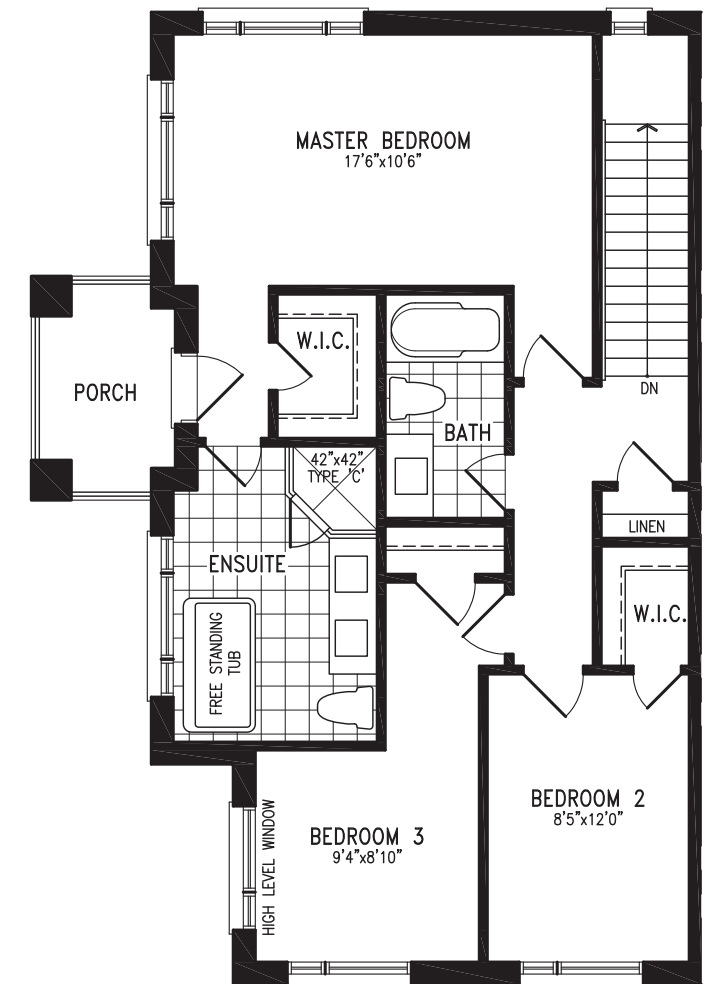 MASTER BEDROOM
17'6"x10'6"
W.I.C.
PORCH
DN
BATH
42"x42"
TYPE 'C'
LINEN
ENSUITE
W.I.C.
FREE STANDING
TUB
BEDROOM 2
8'5"x12'0"
HIGH LEVEL WINDOW
BEDROOM 3
9'4"x8'10"